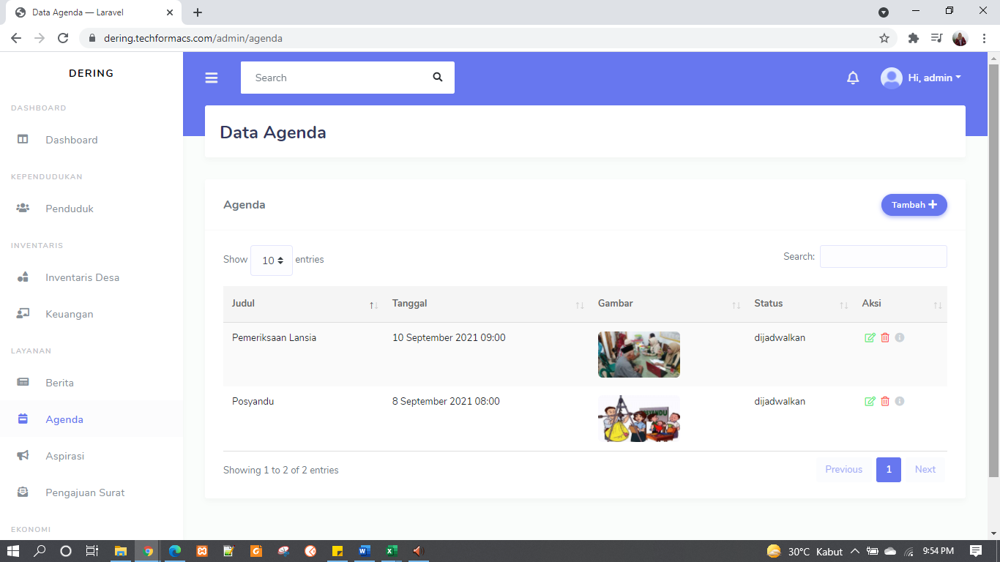 Data Agenda — Laravel
dering.techformacs.com/admin/agenda
DERING
Search
Hi, admin
DASHBOARD
Dashboard
KEPENDUDUKAN
Penduduk
INVENTARIS
Inventaris Desa
Keuangan
LAYANAN
Berita
Agenda
Aspirasi
Pengajuan Surat
EKONOMI
Data Agenda
Agenda
Tambah
Show 10 entries
Search:
Judul Tanggal Gambar Status Aksi
Pemeriksaan Lansia 10 September 2021 09:00 dijadwalkan
Posyandu 8 September 2021 08:00 POSYANDU dijadwalkan
Showing 1 to 2 of 2 entries
Previous 1 Next
30°C Kabut 9:54 PM